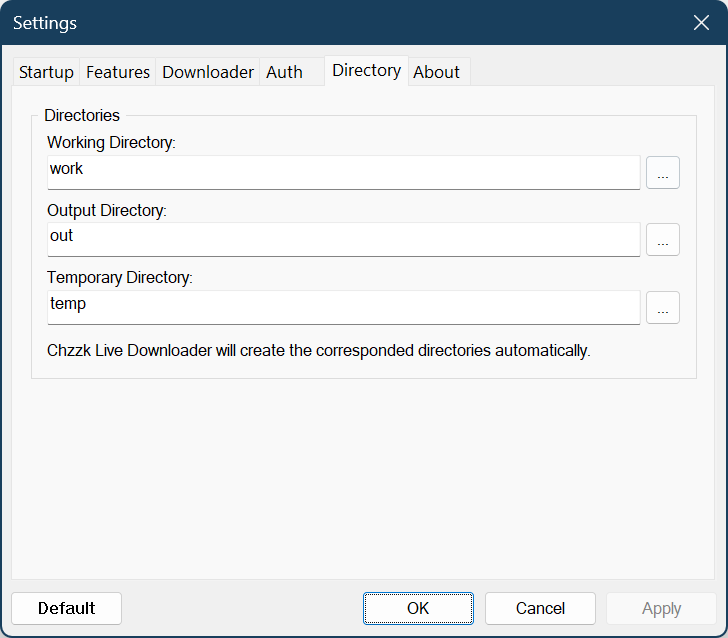 Settings
Startup Features Downloader Auth Directory About
Directories
Working Directory:
work
...
Output Directory:
out
...
Temporary Directory:
temp
...
Chzzk Live Downloader will create the corresponded directories automatically.
Default OK Cancel Apply